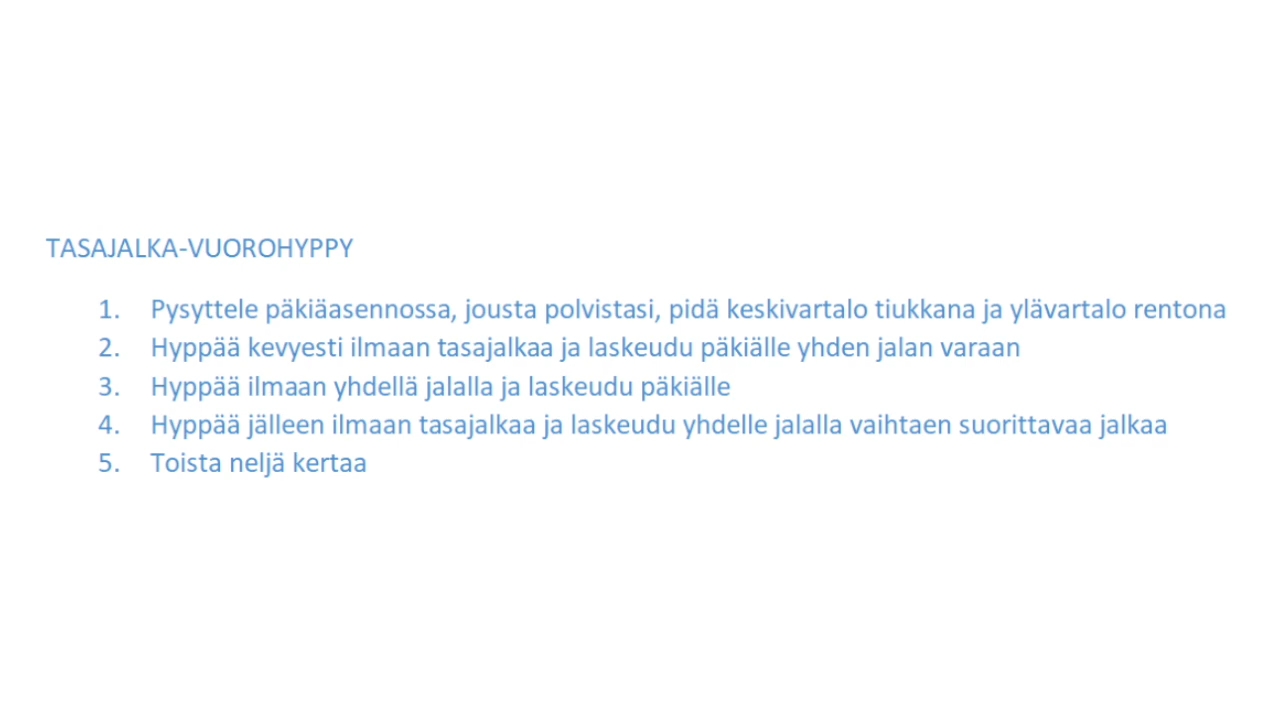 TASAJALKA-VUOROHYPPY
1. Pysyttele päkiäasennossa, jousta polvistasi, pidä keskivartalo tiukkana ja ylävartalo rentona
2. Hyppää kevyesti ilmaan tasajalkaa ja laskeudu päkiälle yhden jalan varaan
3. Hyppää ilmaan yhdellä jalalla ja laskeudu päkiälle
4. Hyppää jälleen ilmaan tasajalkaa ja laskeudu yhdelle jalalla vaihtaen suorittavaa jalkaa
5. Toista neljä kertaa